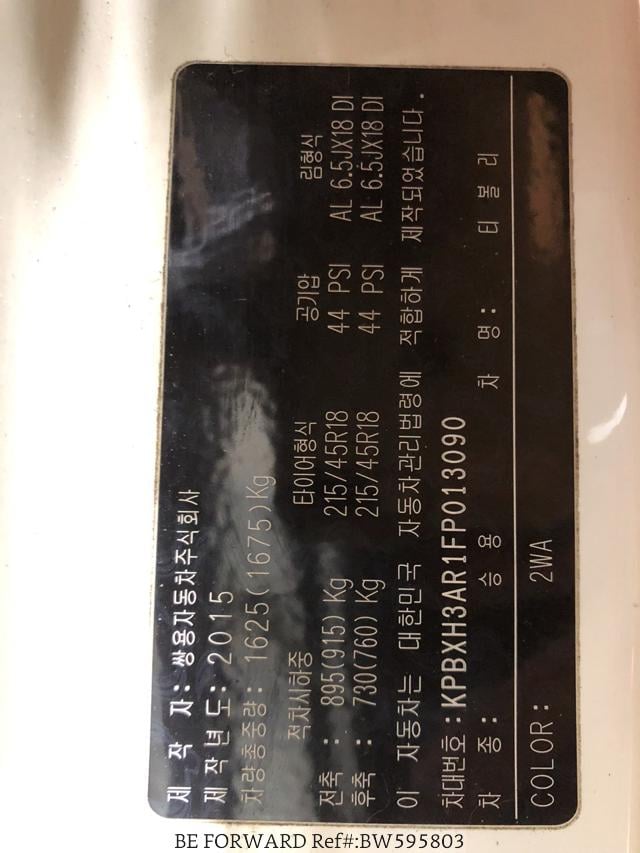 제 작 자: 쌍용자동차주식회사
제 작년 도: 2015
차량총중량: 1625(1675)Kg
적차시하중 타이어형식 공기압 림형식
전축 : 895(915) Kg 215/45R18 44 PSI AL 6.5JX18 DI
후축 : 730(760) Kg 215/45R18 44 PSI AL 6.5JX18 DI
이 자동차는 대한민국 자동차관리법령에 적합하게 제작되었습니다.
차대번호: KPBXH3AR1FP013090
차 종: 승용 차 명: 티 볼 리
COLOR: 2WA
BE FORWARD Ref#:BW595803